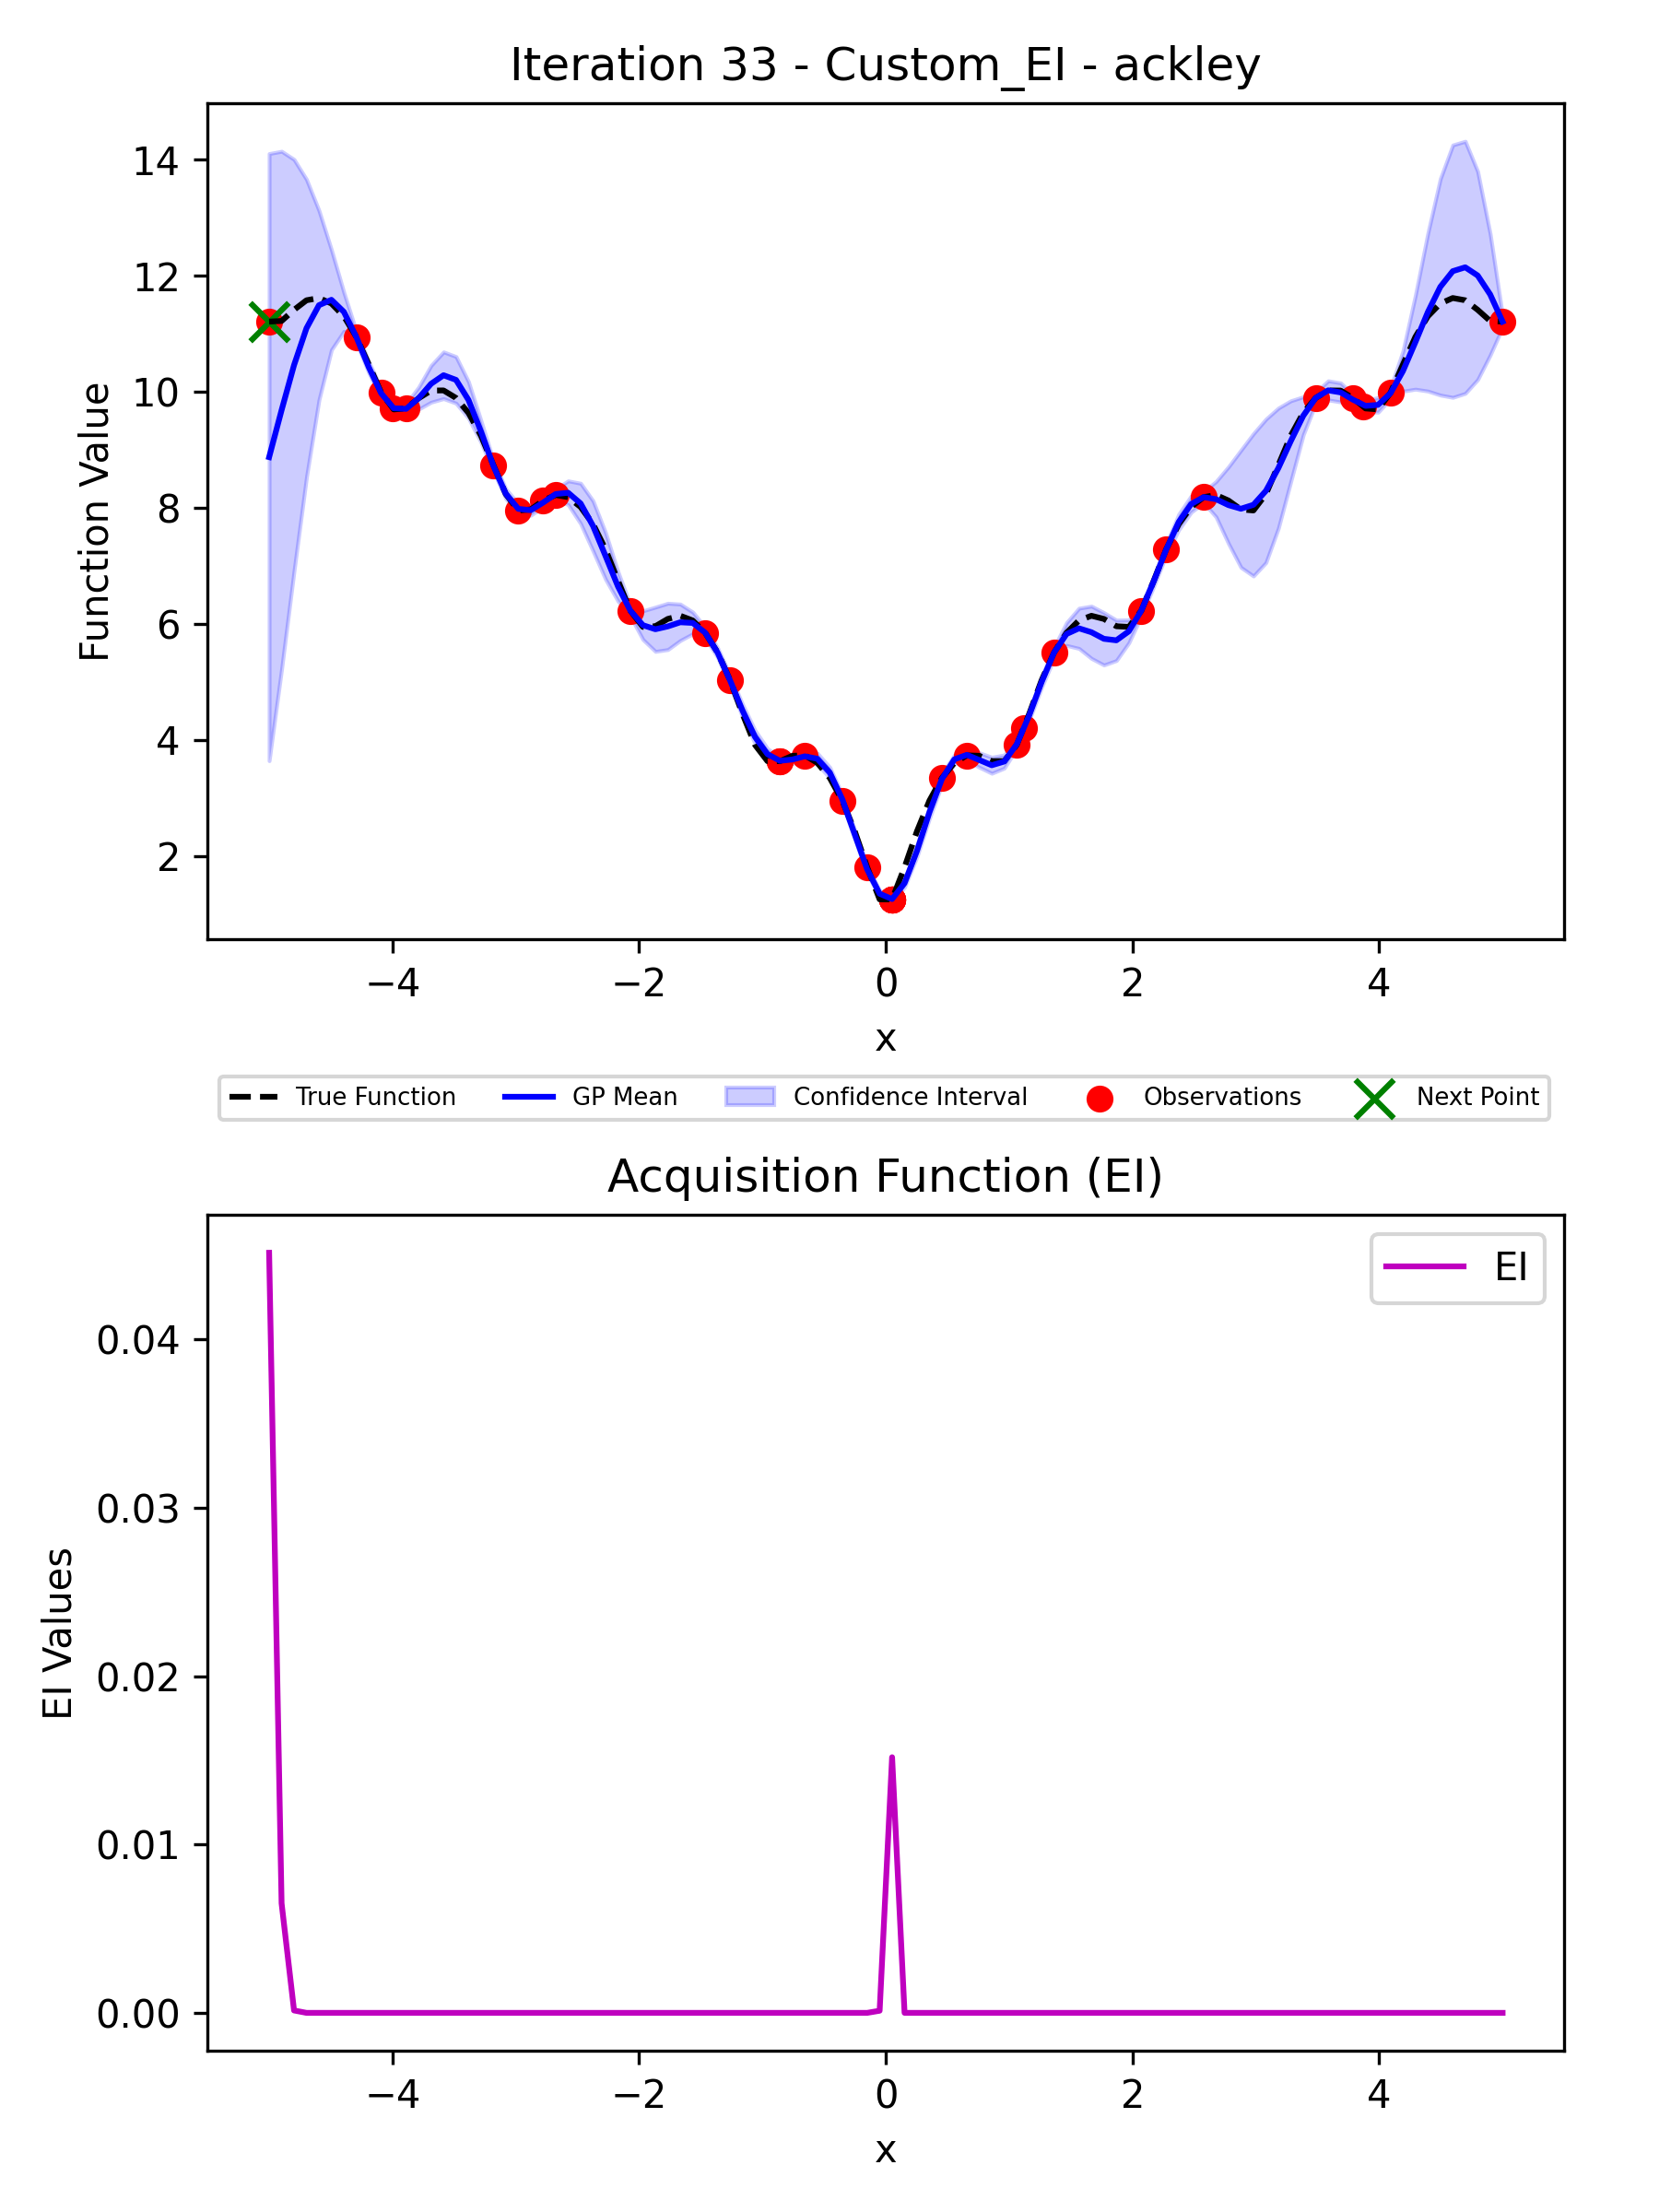 Iteration 33 - Custom_EI - ackley
Function Value
14
12
10
8
6
4
2
−4 −2 0 2 4
x
True Function GP Mean Confidence Interval Observations Next Point
Acquisition Function (EI)
EI
EI Values
0.04
0.03
0.02
0.01
0.00
−4 −2 0 2 4
x